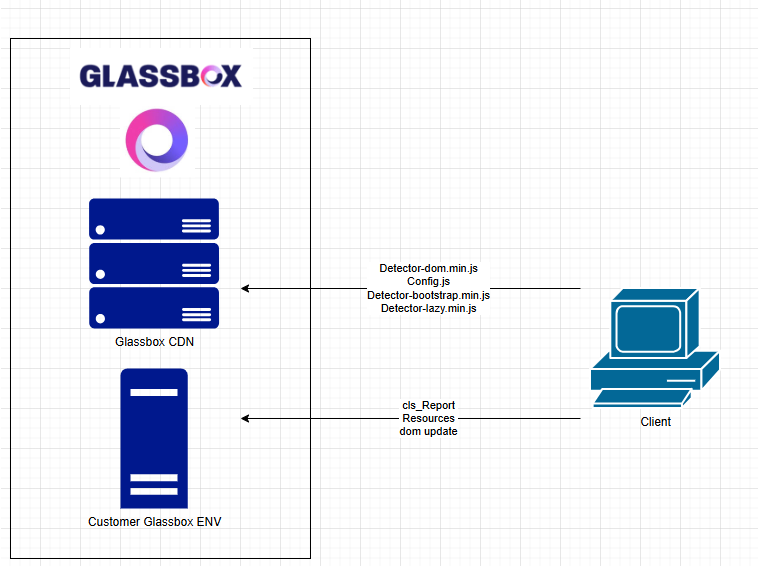 GLASSBOX
Detector-dom.min.js
Config.js
Detector-bootstrap.min.js
Detector-lazy.min.js
Glassbox CDN
cls_Report
Resources
dom update
Client
Customer Glassbox ENV